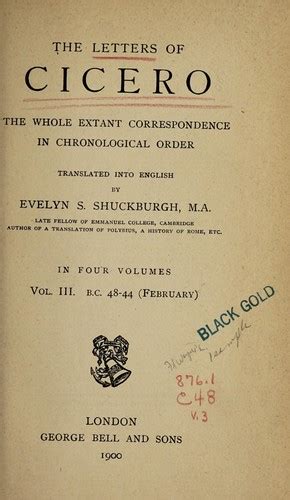 THE LETTERS OF
CICERO
THE WHOLE EXTANT CORRESPONDENCE
IN CHRONOLOGICAL ORDER
TRANSLATED INTO ENGLISH
BY
EVELYN S. SHUCKBURGH, M.A.
LATE FELLOW OF EMMANUEL COLLEGE, CAMBRIDGE
AUTHOR OF A TRANSLATION OF POLYBIUS, A HISTORY OF ROME, ETC.
IN FOUR VOLUMES
VOL. III. B.C. 48-44 (FEBRUARY)
BLACK GOLD
876.1
C48
v.3
LONDON
GEORGE BELL AND SONS
1900